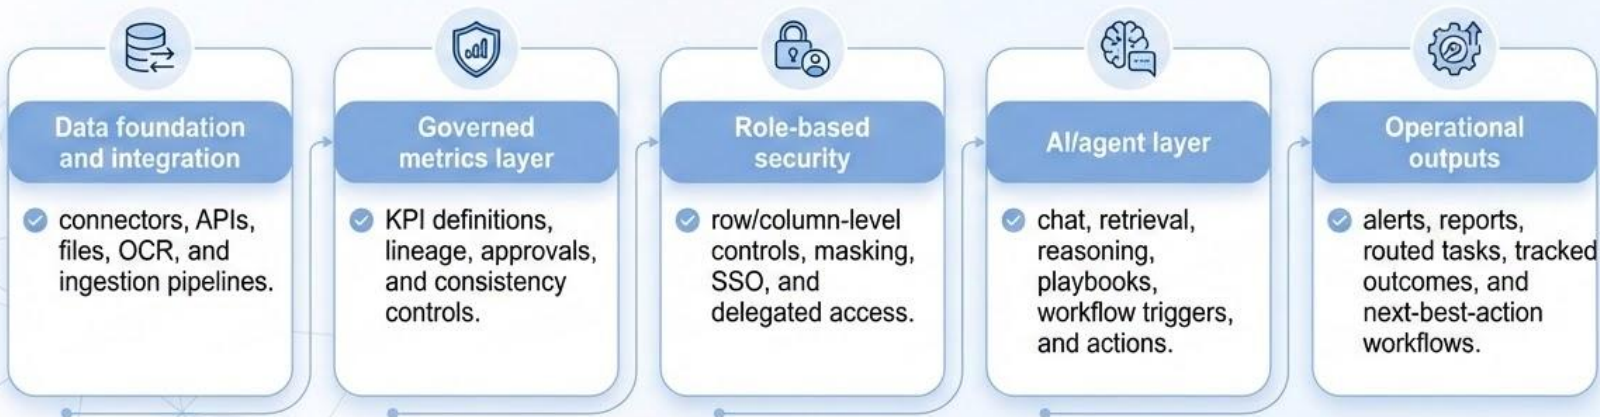 Data foundation
and integration
connectors, APIs,
files, OCR, and
ingestion pipelines.
Governed
metrics layer
KPI definitions,
lineage, approvals,
and consistency
controls.
Role-based
security
row/column-level
controls, masking,
SSO, and
delegated access.
AI/agent layer
chat, retrieval,
reasoning,
playbooks,
workflow triggers,
and actions.
Operational
outputs
alerts, reports,
routed tasks, tracked
outcomes, and
next-best-action
workflows.